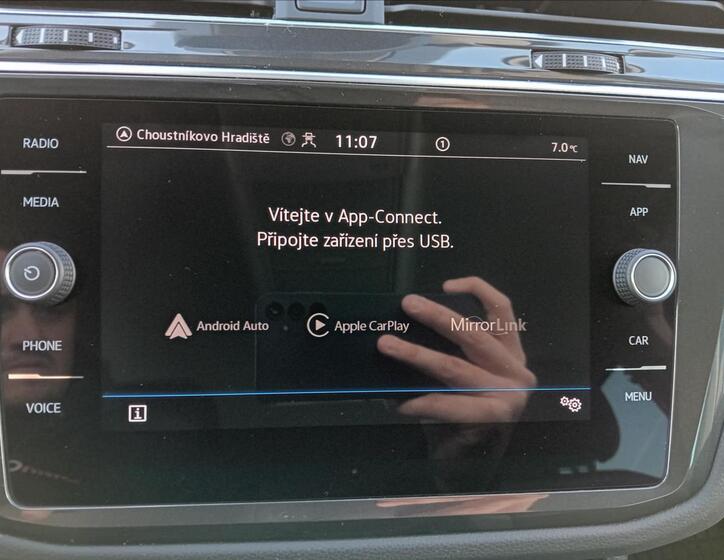 RADIO
MEDIA
PHONE
VOICE
Choustníkovo Hradiště 11:07 1 7.0°C
Vítejte v App-Connect.
Připojte zařízení přes USB.
Android Auto Apple CarPlay MirrorLink
i
NAV
APP
CAR
MENU